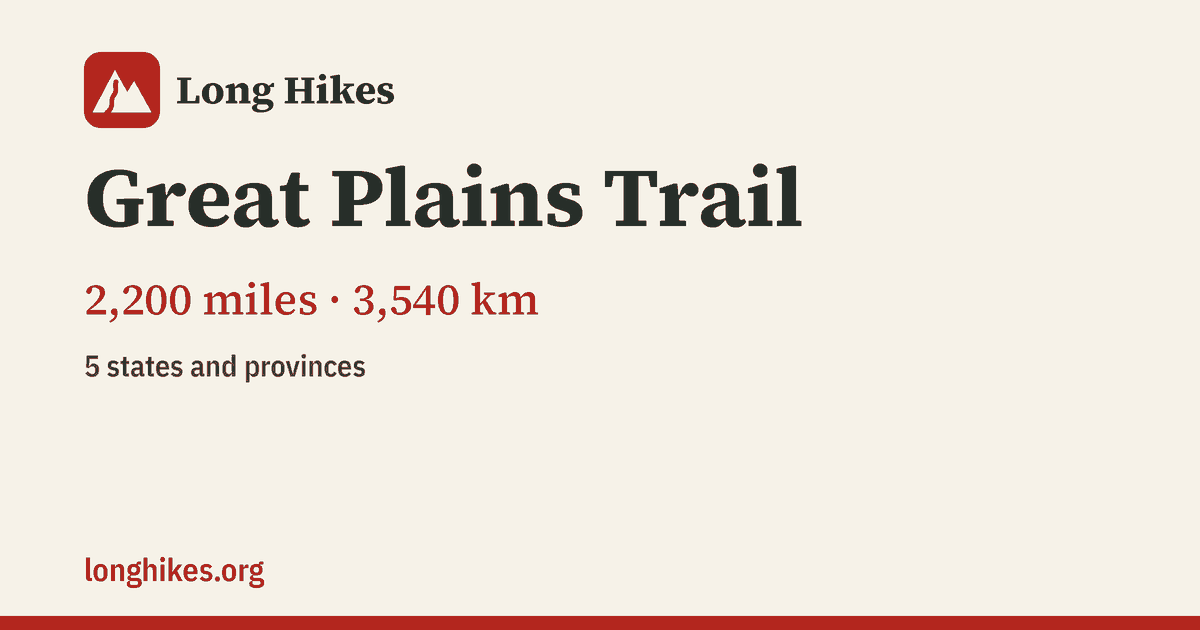 Long Hikes
Great Plains Trail
2,200 miles · 3,540 km
5 states and provinces
longhikes.org